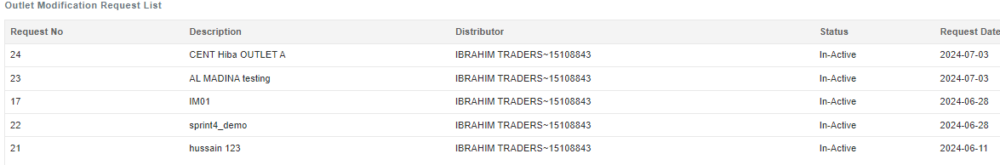 Outlet Modification Request List
Request No Description Distributor Status Request Date
24 CENT Hiba OUTLET A IBRAHIM TRADERS~15108843 In-Active 2024-07-03
23 AL MADINA testing IBRAHIM TRADERS~15108843 In-Active 2024-07-03
17 IM01 IBRAHIM TRADERS~15108843 In-Active 2024-06-28
22 sprint4_demo IBRAHIM TRADERS~15108843 In-Active 2024-06-28
21 hussain 123 IBRAHIM TRADERS~15108843 In-Active 2024-06-11